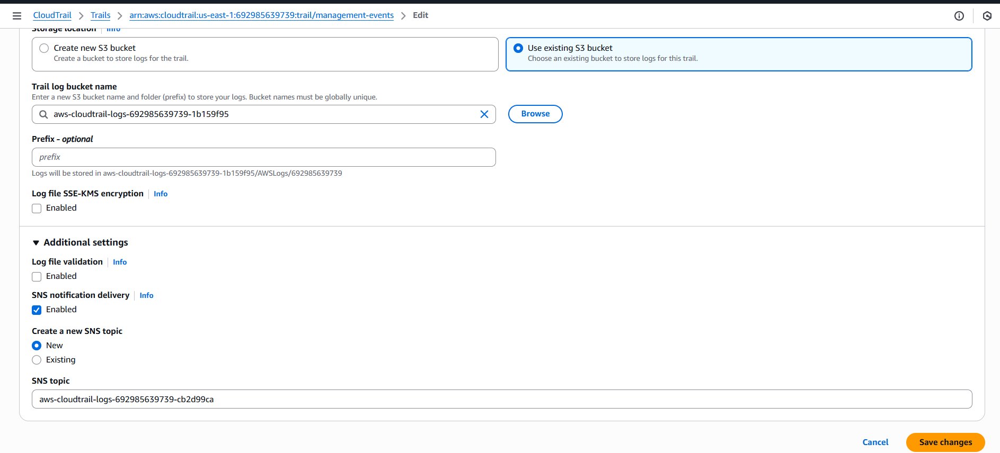 CloudTrail > Trails > arn:aws:cloudtrail:us-east-1:692985639739:trail/management-events > Edit
Storage location Info
Create new S3 bucket
Create a bucket to store logs for the trail.
Use existing S3 bucket
Choose an existing bucket to store logs for this trail.
Trail log bucket name
Enter a new S3 bucket name and folder (prefix) to store your logs. Bucket names must be globally unique.
aws-cloudtrail-logs-692985639739-1b159f95
Browse
Prefix - optional
prefix
Logs will be stored in aws-cloudtrail-logs-692985639739-1b159f95/AWSLogs/692985639739
Log file SSE-KMS encryption Info
Enabled
Additional settings
Log file validation Info
Enabled
SNS notification delivery Info
Enabled
Create a new SNS topic
New
Existing
SNS topic
aws-cloudtrail-logs-692985639739-cb2d99ca
Cancel Save changes